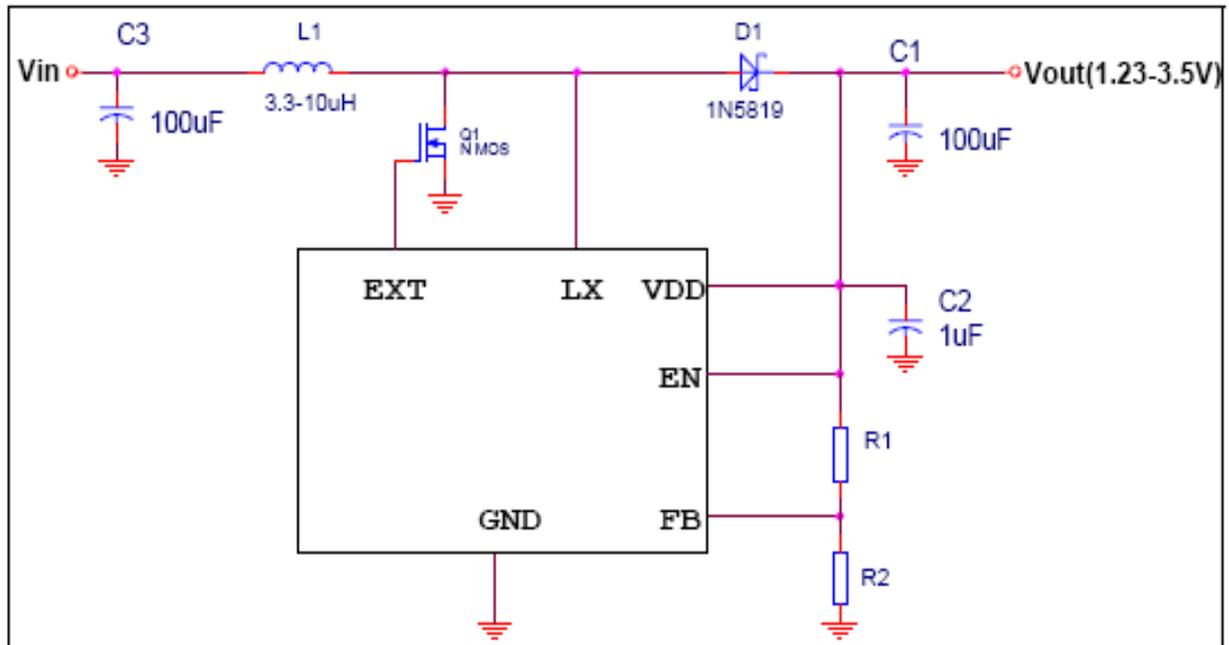 C3
L1
D1
C1
Vin
3.3-10uH
1N5819
Vout(1.23-3.5V)
100uF
Q1
NMOS
100uF
EXT
LX
VDD
C2
1uF
EN
R1
GND
FB
R2